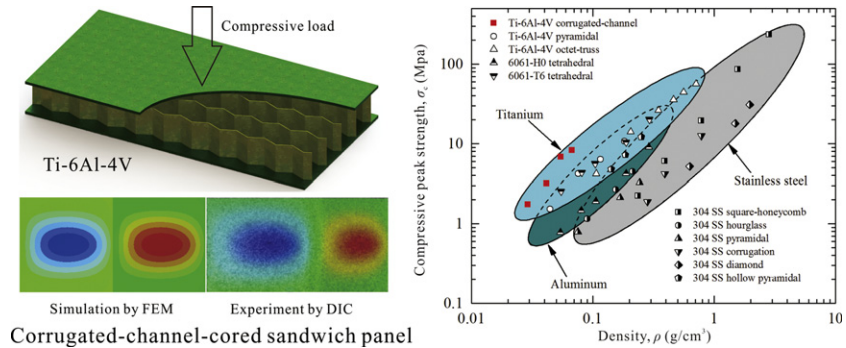 Compressive load
Ti-6Al-4V
Simulation by FEM
Experiment by DIC
Corrugated-channel-cored sandwich panel
Compressive peak strength, σc (Mpa)
100
10
1
0.1
0.01
0.1
1
10
Density, ρ (g/cm³)
Ti-6Al-4V corrugated-channel
Ti-6Al-4V pyramidal
Ti-6Al-4V octet-truss
6061-H0 tetrahedral
6061-T6 tetrahedral
Titanium
Stainless steel
Aluminum
304 SS square-honeycomb
304 SS hourglass
304 SS pyramidal
304 SS corrugation
304 SS diamond
304 SS hollow pyramidal